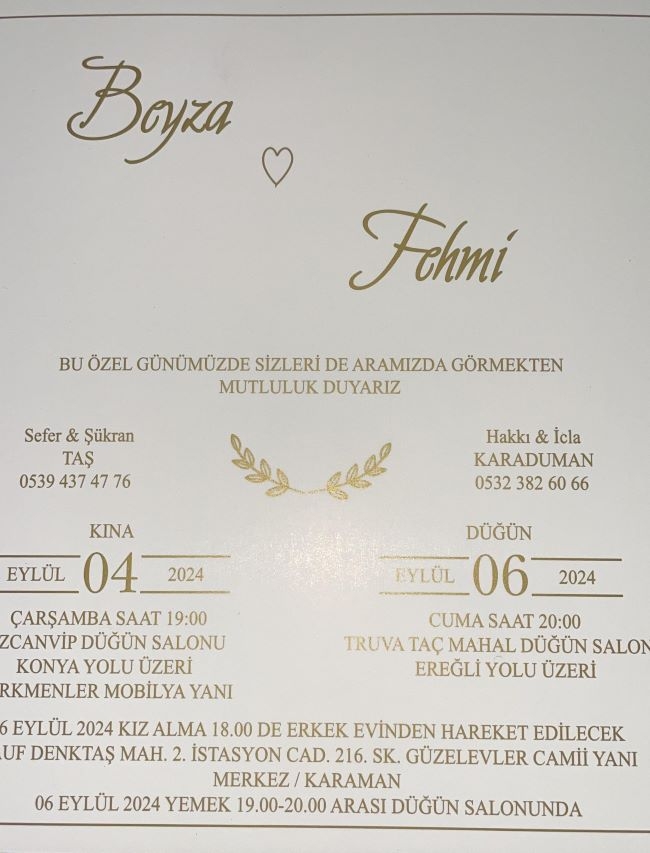 Beyza
Fehmi
BU ÖZEL GÜNÜMÜZDE SİZLERİ DE ARAMIZDA GÖRMEKTEN
MUTLULUK DUYARIZ
Sefer & Şükran
TAŞ
0539 437 47 76
Hakkı & İcla
KARADUMAN
0532 382 60 66
KINA
EYLÜL 04 2024
ÇARŞAMBA SAAT 19:00
ZCANVİP DÜĞÜN SALONU
KONYA YOLU ÜZERİ
RKMENLER MOBİLYA YANI
DÜĞÜN
EYLÜL 06 2024
CUMA SAAT 20:00
TRUVA TAÇ MAHAL DÜĞÜN SALON
EREĞLİ YOLU ÜZERİ
6 EYLÜL 2024 KIZ ALMA 18.00 DE ERKEK EVİNDEN HAREKET EDİLECEK
AUF DENKTAŞ MAH. 2. İSTASYON CAD. 216. SK. GÜZELEVLER CAMİİ YANI
MERKEZ / KARAMAN
06 EYLÜL 2024 YEMEK 19.00-20.00 ARASI DÜĞÜN SALONUNDA